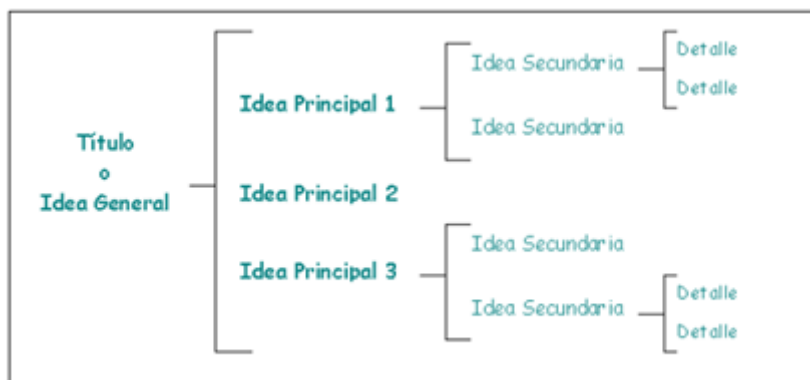 Título
o
Idea General
Idea Principal 1
Idea Secundaria
Detalle
Detalle
Idea Secundaria
Idea Principal 2
Idea Principal 3
Idea Secundaria
Idea Secundaria
Detalle
Detalle